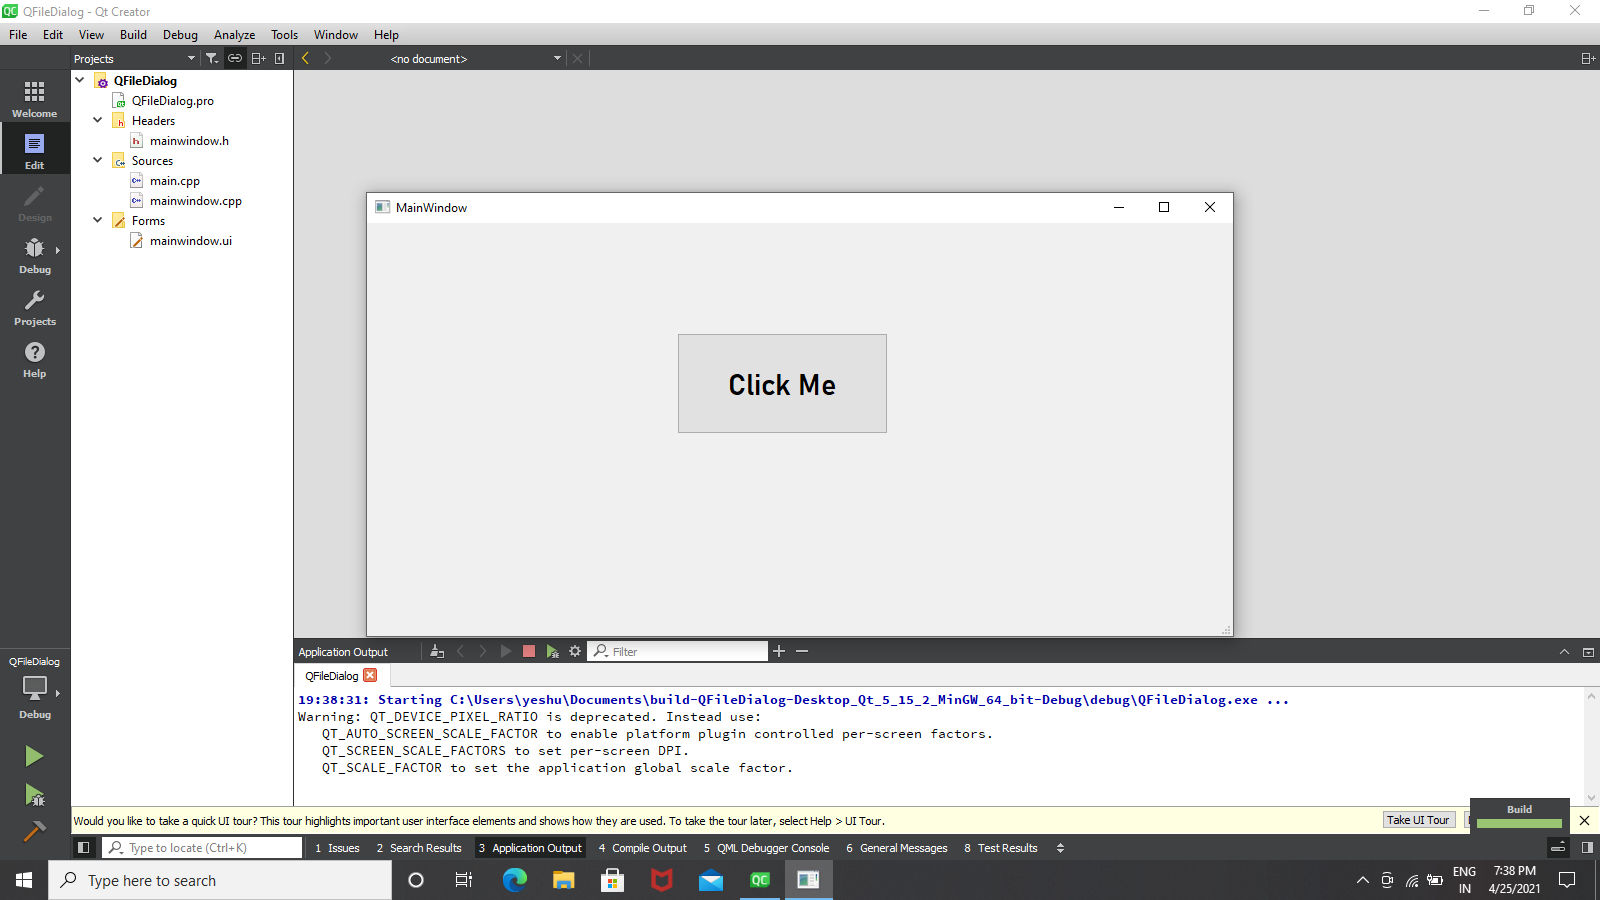 QFileDialog - Qt Creator
File Edit View Build Debug Analyze Tools Window Help
Projects
<no document>
QFileDialog
QFileDialog.pro
Headers
mainwindow.h
Sources
main.cpp
mainwindow.cpp
Forms
mainwindow.ui
Welcome
Edit
Design
Debug
Projects
Help
MainWindow
Click Me
QFileDialog
Debug
Application Output
Filter
QFileDialog
19:38:31: Starting C:\Users\yeshu\Documents\build-QFileDialog-Desktop_Qt_5_15_2_MinGW_64_bit-Debug\debug\QFileDialog.exe ...
Warning: QT_DEVICE_PIXEL_RATIO is deprecated. Instead use:
QT_AUTO_SCREEN_SCALE_FACTOR to enable platform plugin controlled per-screen factors.
QT_SCREEN_SCALE_FACTORS to set per-screen DPI.
QT_SCALE_FACTOR to set the application global scale factor.
Would you like to take a quick UI tour? This tour highlights important user interface elements and shows how they are used. To take the tour later, select Help > UI Tour.
Take UI Tour
Build
Type to locate (Ctrl+K)
1 Issues 2 Search Results 3 Application Output 4 Compile Output 5 QML Debugger Console 6 General Messages 8 Test Results
Type here to search
ENG
IN
7:38 PM
4/25/2021